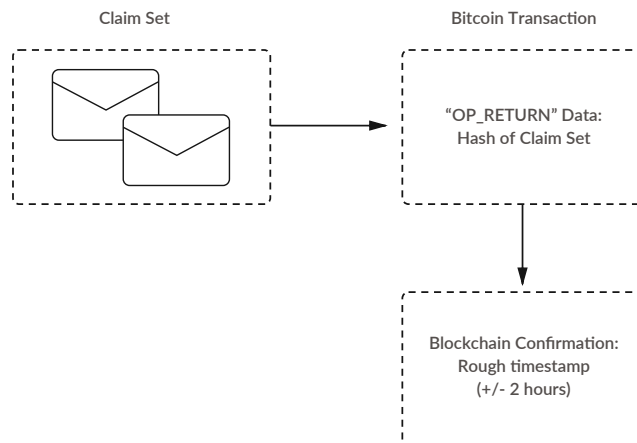 Claim Set
Bitcoin Transaction
“OP_RETURN” Data:
Hash of Claim Set
Blockchain Confirmation:
Rough timestamp
(+/- 2 hours)